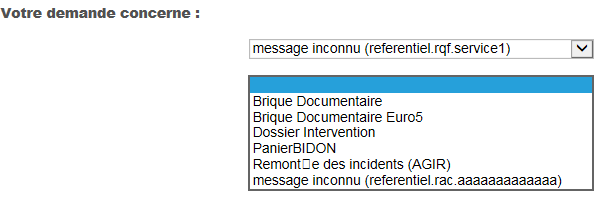 Votre demande concerne :
message inconnu (referentiel.rqf.service1)
Brique Documentaire
Brique Documentaire Euro5
Dossier Intervention
PanierBIDON
Remont□e des incidents (AGIR)
message inconnu (referentiel.rac.aaaaaaaaaaaaa)